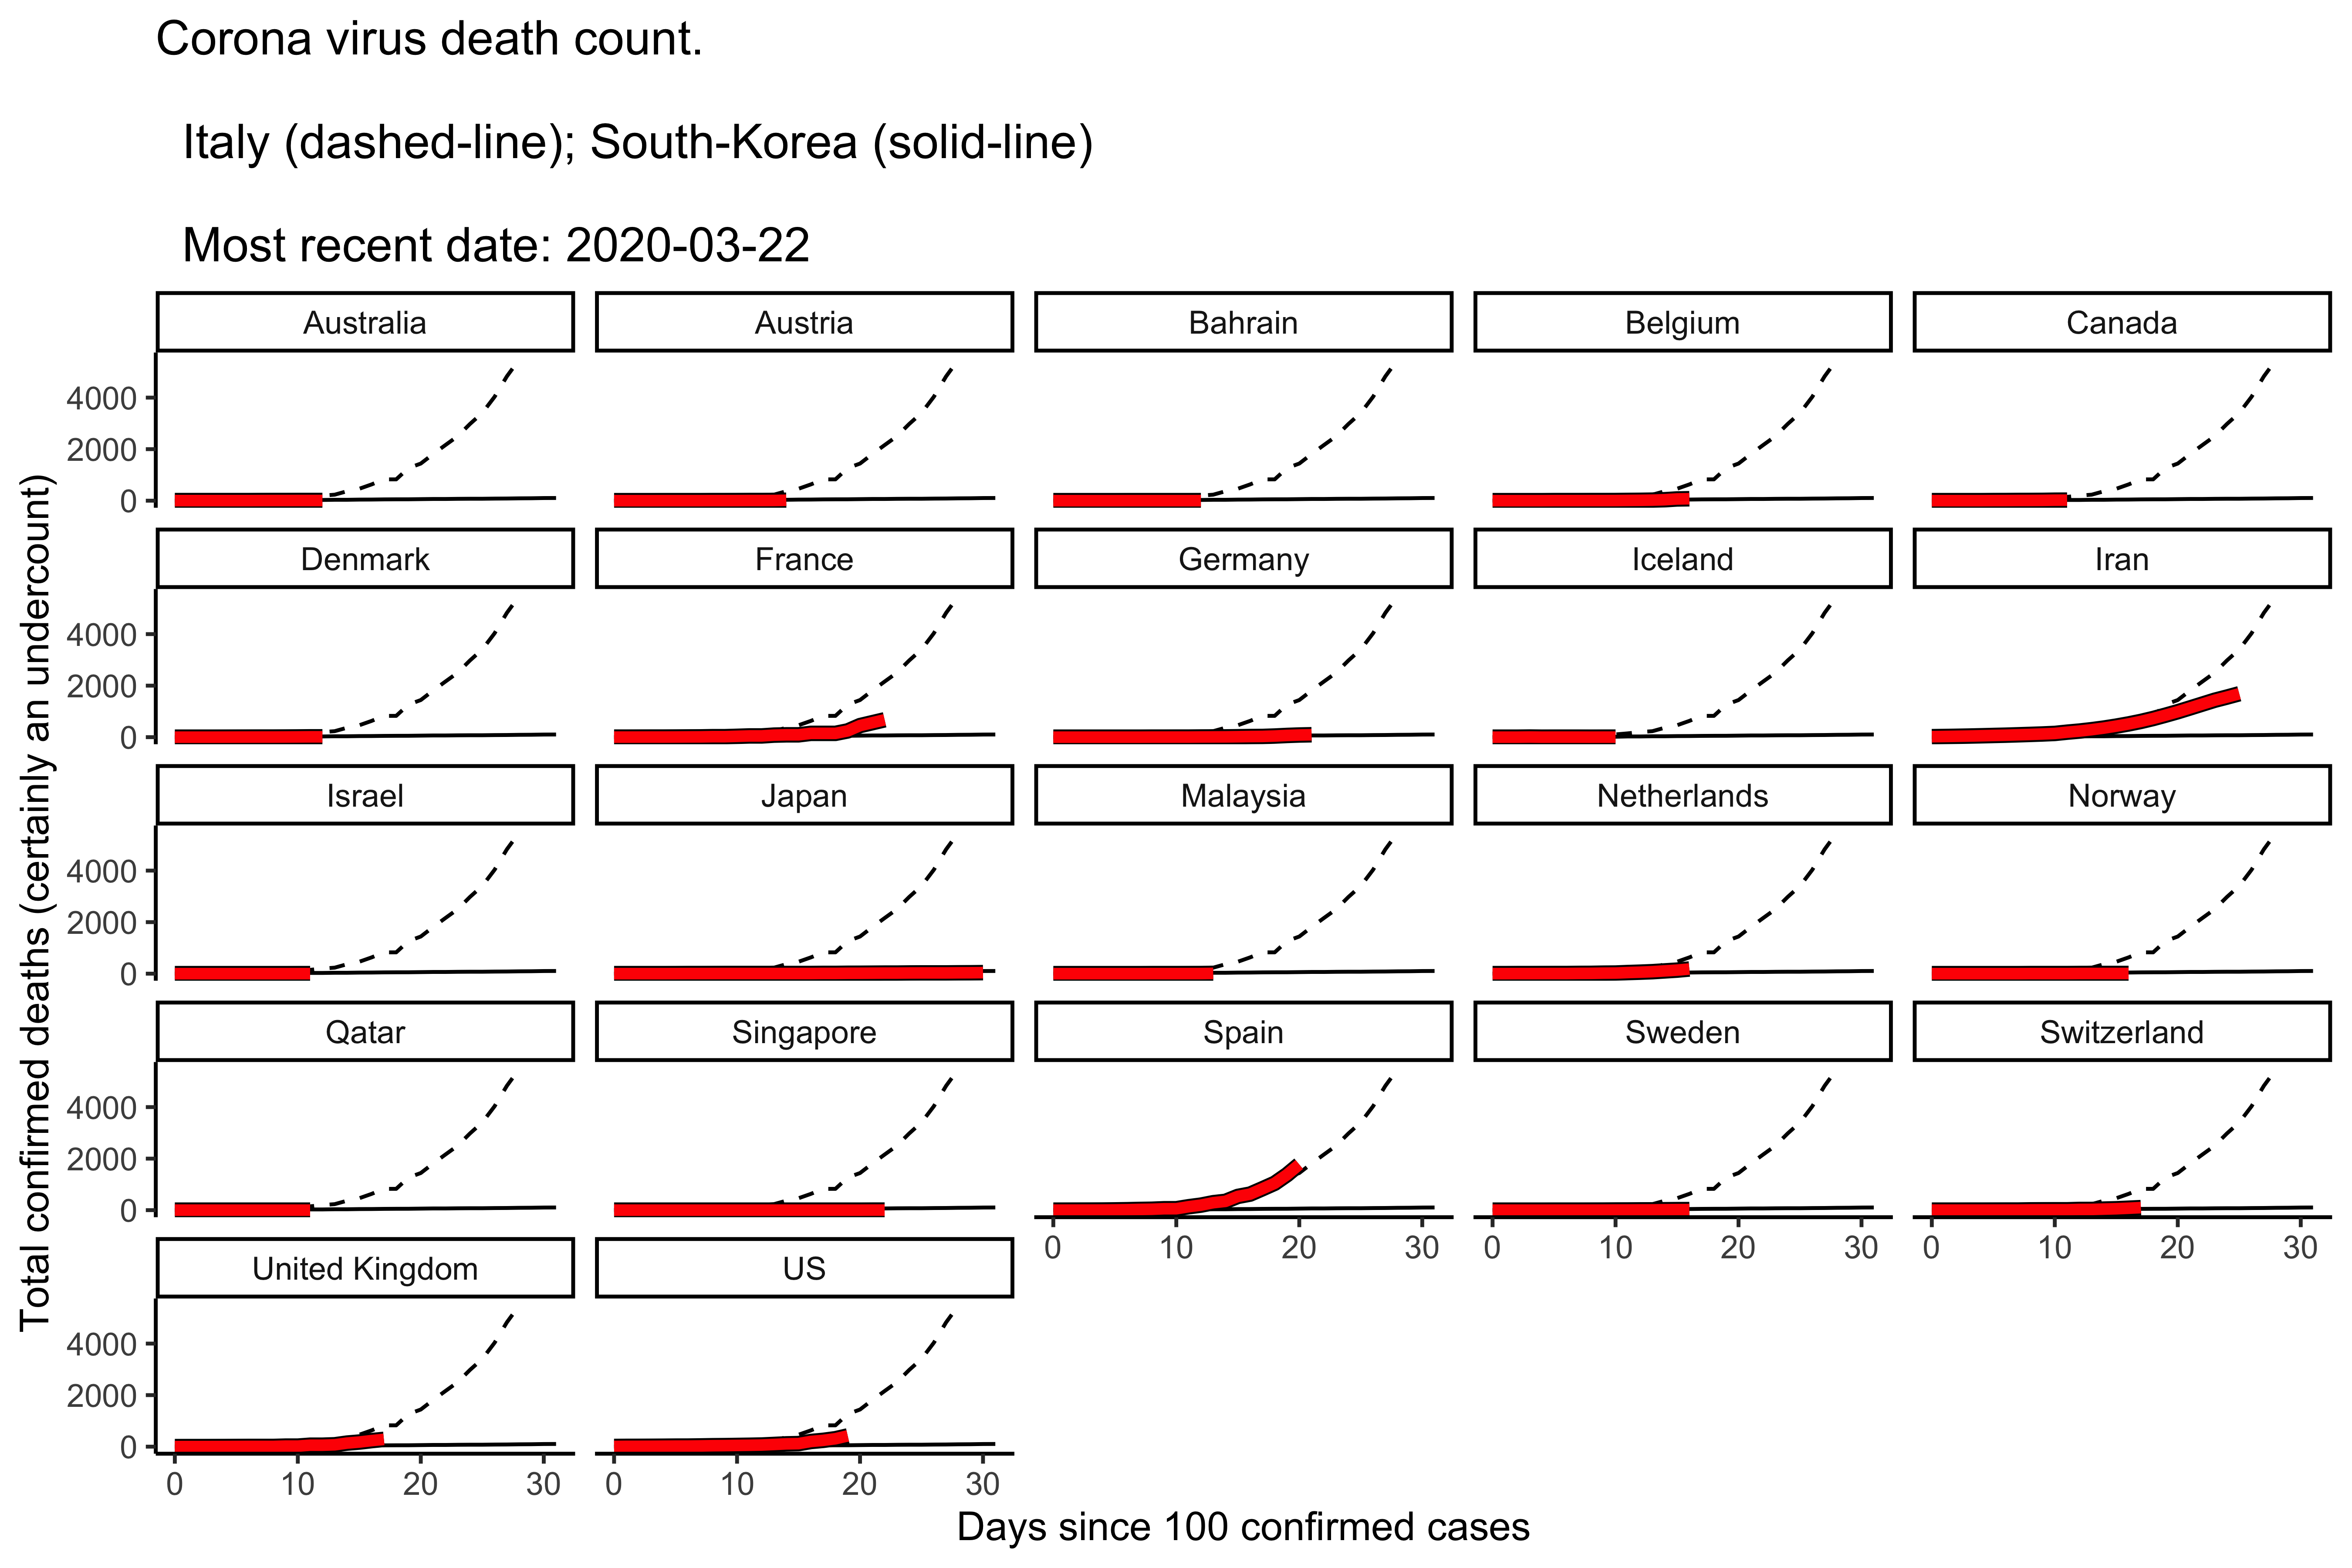 Corona virus death count.
Italy (dashed-line); South-Korea (solid-line)
Most recent date: 2020-03-22
Total confirmed deaths (certainly an undercount)
Australia
Austria
Bahrain
Belgium
Canada
4000
2000
0
Denmark
France
Germany
Iceland
Iran
4000
2000
0
Israel
Japan
Malaysia
Netherlands
Norway
4000
2000
0
Qatar
Singapore
Spain
Sweden
Switzerland
4000
2000
0
0 10 20 30
0 10 20 30
0 10 20 30
United Kingdom
US
4000
2000
0
0 10 20 30
0 10 20 30
Days since 100 confirmed cases